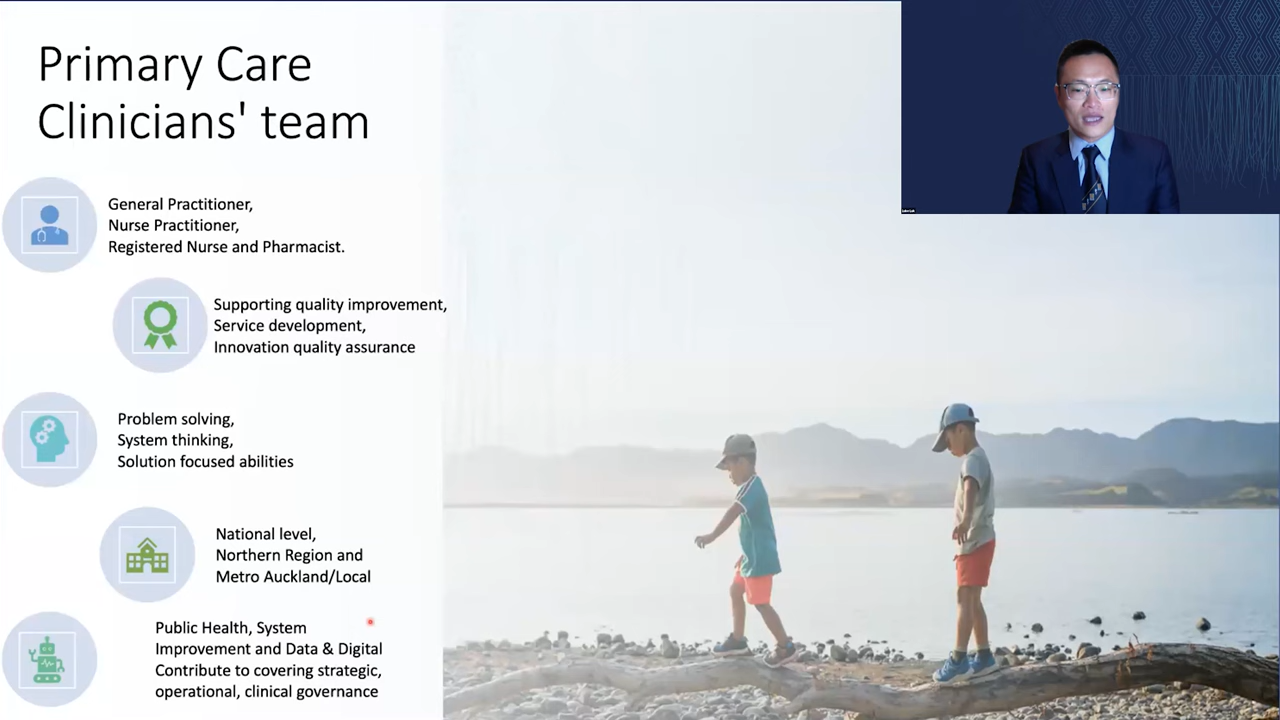 Primary Care
Clinicians' team
General Practitioner,
Nurse Practitioner,
Registered Nurse and Pharmacist.
Supporting quality improvement,
Service development,
Innovation quality assurance
Problem solving,
System thinking,
Solution focused abilities
National level,
Northern Region and
Metro Auckland/Local
Public Health, System
Improvement and Data & Digital
Contribute to covering strategic,
operational, clinical governance